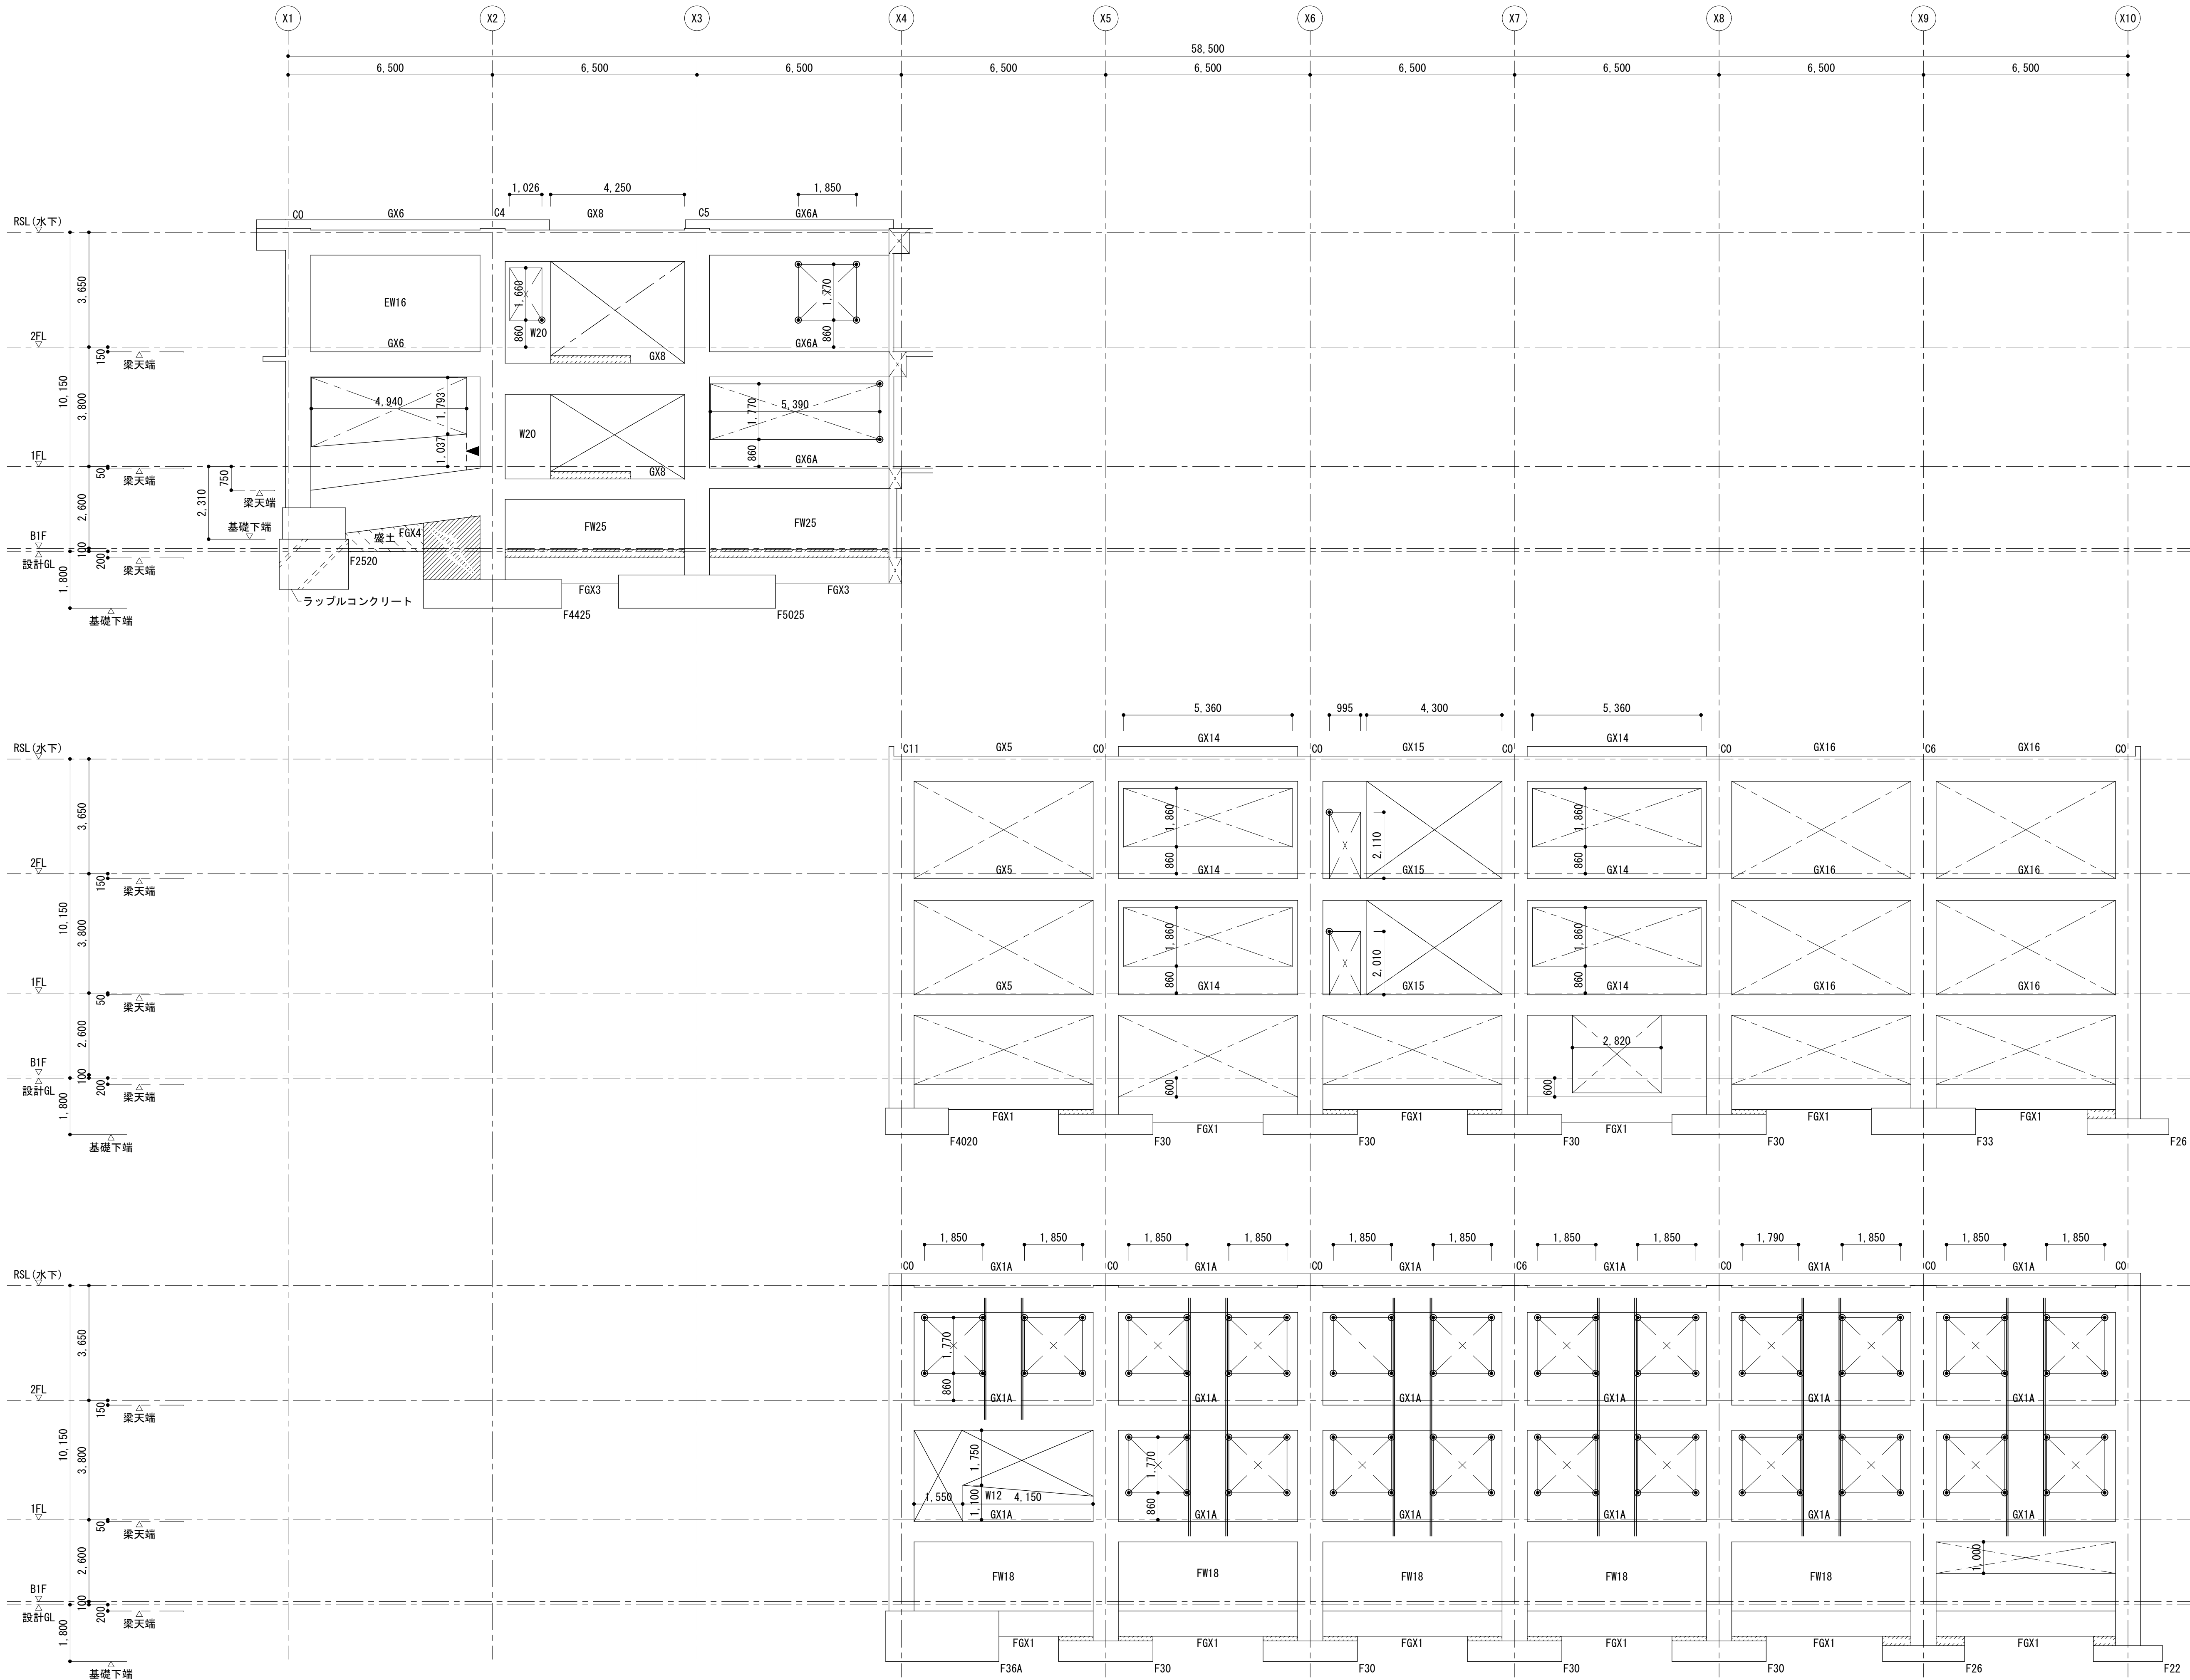 X1 X2 X3 X4 X5 X6 X7 X8 X9 X10
58,500
6,500 6,500 6,500 6,500 6,500 6,500 6,500 6,500 6,500
1,026 4,250 1,850
RSL(水下) C0 GX6 C4 GX8 C5 GX6A
3,650
EW16
1,660
1,770
860 W20 860
2FL
150
梁天端
GX6 GX8 GX6A
10,150
3,800
4,940
1,793
1,037
W20
1,770
5,390
860
1FL
50
梁天端
GX8 GX6A
750
梁天端
2,310
2,600
基礎下端
B1F
100
設計GL
200
梁天端
1,800
基礎下端
盛土 FGX4
F2520
ラップルコンクリート
FW25 FW25
FGX3 FGX3
F4425 F5025
5,360 995 4,300 5,360
RSL(水下) C11 GX5 C0 GX14 C0 GX15 C0 GX14 C0 GX16 C6 GX16 C0
3,650
1,860 2,110 1,860
860 860
2FL
150
梁天端
GX5 GX14 GX15 GX14 GX16 GX16
10,150
3,800
1,860 2,010 1,860
860 860
1FL
50
梁天端
GX5 GX14 GX15 GX14 GX16 GX16
2,600
2,820
B1F
100
設計GL
200
梁天端
600 600
1,800
基礎下端
FGX1 FGX1 FGX1 FGX1 FGX1 FGX1
F4020 F30 F30 F30 F30 F33 F26
1,850 1,850 1,850 1,850 1,850 1,850 1,850 1,850 1,790 1,850 1,850 1,850
RSL(水下) C0 GX1A C0 GX1A C0 GX1A C6 GX1A C0 GX1A C0 GX1A C0
3,650
1,770
860
2FL
150
梁天端
GX1A GX1A GX1A GX1A GX1A GX1A
10,150
3,800
1,750
1,770
1,550 1,100 W12 4,150
860
1FL
50
梁天端
GX1A GX1A GX1A GX1A GX1A GX1A
2,600
FW18 FW18 FW18 FW18 FW18 1,000
B1F
100
設計GL
200
梁天端
1,800
基礎下端
FGX1 FGX1 FGX1 FGX1 FGX1 FGX1
F36A F30 F30 F30 F30 F26 F22